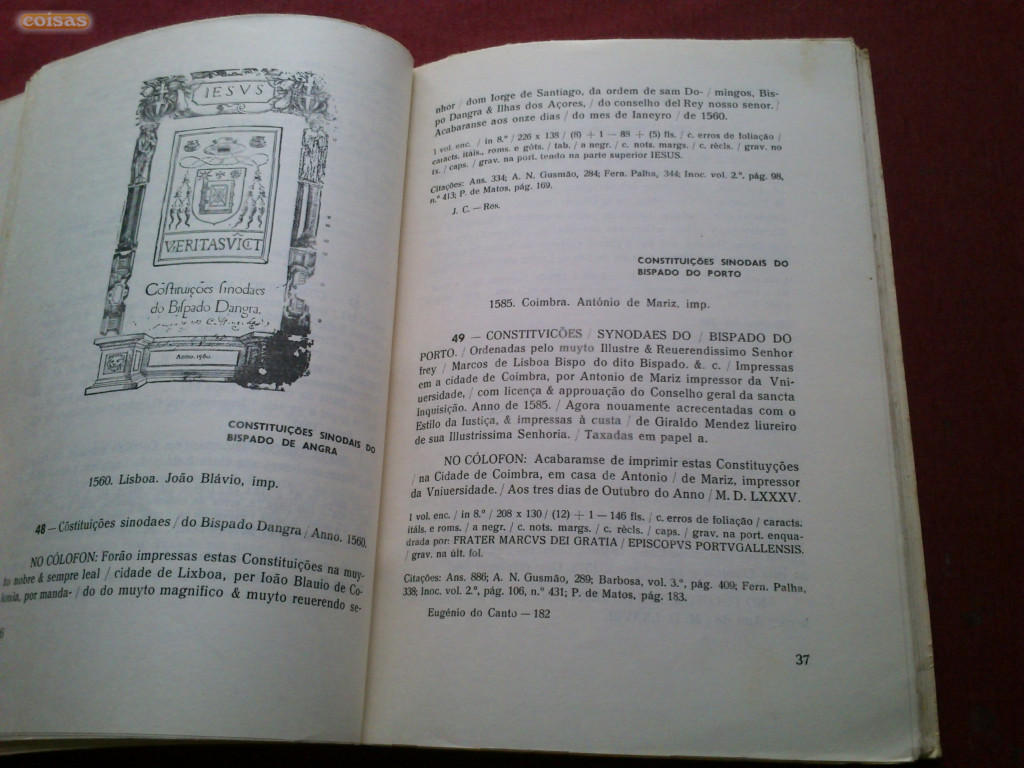 coisas
IESVS
VERITAS VĨCIT
Cõstituições sinodaes
do Bispado Dangra.
Anno. 1560.
CONSTITUIÇÕES SINODAIS DO
BISPADO DE ANGRA
1560. Lisboa. João Blávio, imp.
48 — Cõstituições sinodaes / do Bispado Dangra / Anno. 1560.
NO CÓLOFON: Forão impressas estas Constituições na muy-
to nobre & sempre leal / cidade de Lixboa, per Ioão Blauio de Co-
lonia, por manda- / do do muyto magnifico & muyto reuerendo se-
6
nhor / dom Iorge de Santiago, da ordem de sam Do- / mingos, Bis-
po Dangra & Ilhas dos Açores, / do conselho del Rey nosso senor. /
Acabaranse aos onze dias / do mes de Ianeyro / de 1560.
1 vol. enc. / in 8.º / 226 x 138 / (8) + 1 — 88 + (5) fls. / c. erros de foliação /
caracts. itáls., roms. e góts. / tab. / a negr. / c. nots. margs. / c. rècls. / grav. no
tx. / caps. / grav. na port. tendo na parte superior IESUS.
Citações: Ans. 334; A. N. Gusmão, 284; Fern. Palha, 344; Inoc. vol. 2.º, pág. 98,
n.º 413; P. de Matos, pág. 169.
J. C. — Res.
CONSTITUIÇÕES SINODAIS DO
BISPADO DO PORTO
1585. Coimbra. António de Mariz, imp.
49 — CONSTITVICÕES / SYNODAES DO / BISPADO DO
PORTO. / Ordenadas pelo muyto Illustre & Reuerendissimo Senhor
frey / Marcos de Lisboa Bispo do dito Bispado. &. c. / Impressas
em a cidade de Coimbra, por Antonio de Mariz impressor da Vni-
uersidade, / com licença & approuação do Conselho geral da sancta
Inquisição. Anno de 1585. / Agora nouamente acrecentadas com o
Estilo da Iustiça, & impressas à custa / de Giraldo Mendez liureiro
de sua Illustrissima Senhoria. / Taxadas em papel a.
NO CÓLOFON: Acabaramse de imprimir estas Constituyções
/ na Cidade de Coimbra, em casa de Antonio / de Mariz, impressor
da Vniuersidade. / Aos tres dias de Outubro do Anno / M. D. LXXXV.
1 vol. enc. / in 8.º / 208 x 130 / (12) + 1 — 146 fls. / c. erros de foliação / caracts.
itáls. e roms. / a negr. / c. nots. margs. / c. rècls. / caps. / grav. na port. enqua-
drada por: FRATER MARCVS DEI GRATIA / EPISCOPVS PORTVGALLENSIS.
/ grav. na últ. fol.
Citações: Ans. 886; A. N. Gusmão, 289; Barbosa, vol. 3.º, pág. 409; Fern. Palha,
338; Inoc. vol. 2.º, pág. 106, n.º 431; P. de Matos, pág. 183.
Eugénio do Canto — 182
37